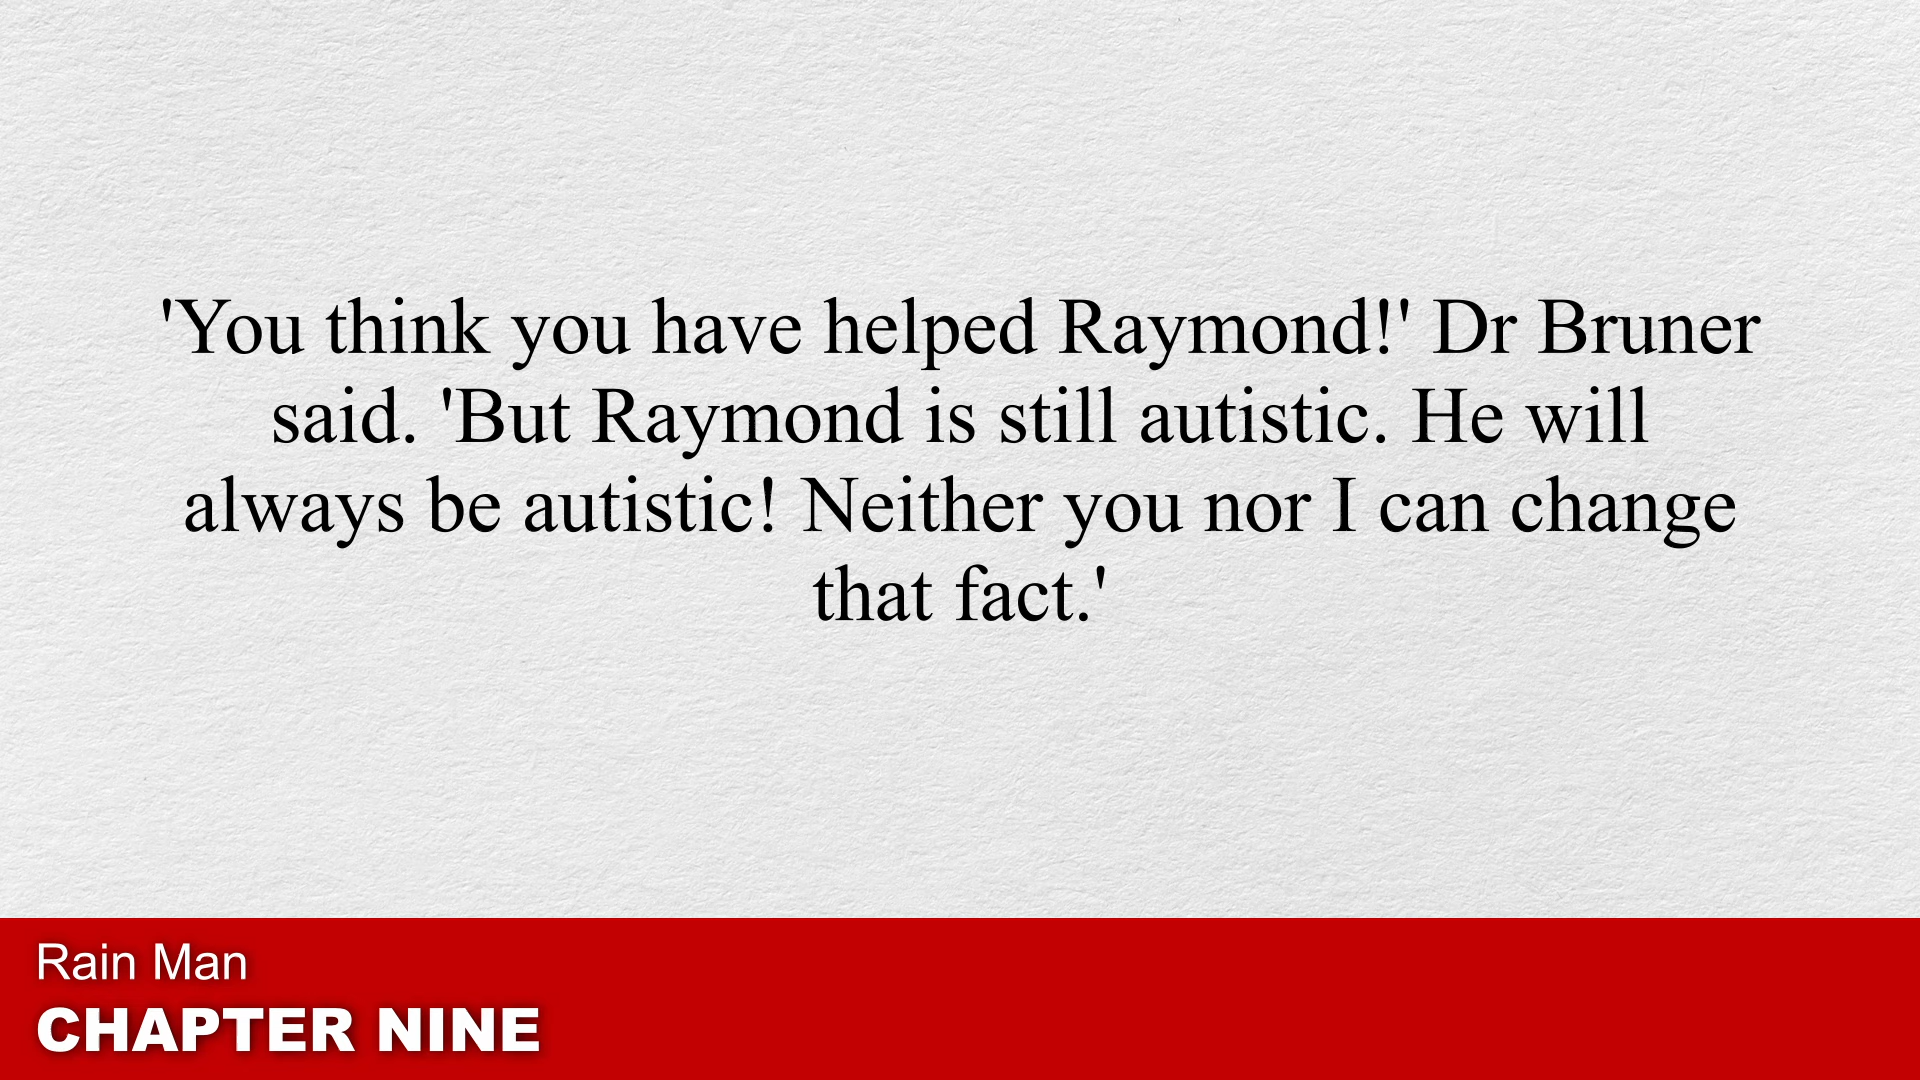 'You think you have helped Raymond!' Dr Bruner
said. 'But Raymond is still autistic. He will
always be autistic! Neither you nor I can change
that fact.'
Rain Man
CHAPTER NINE